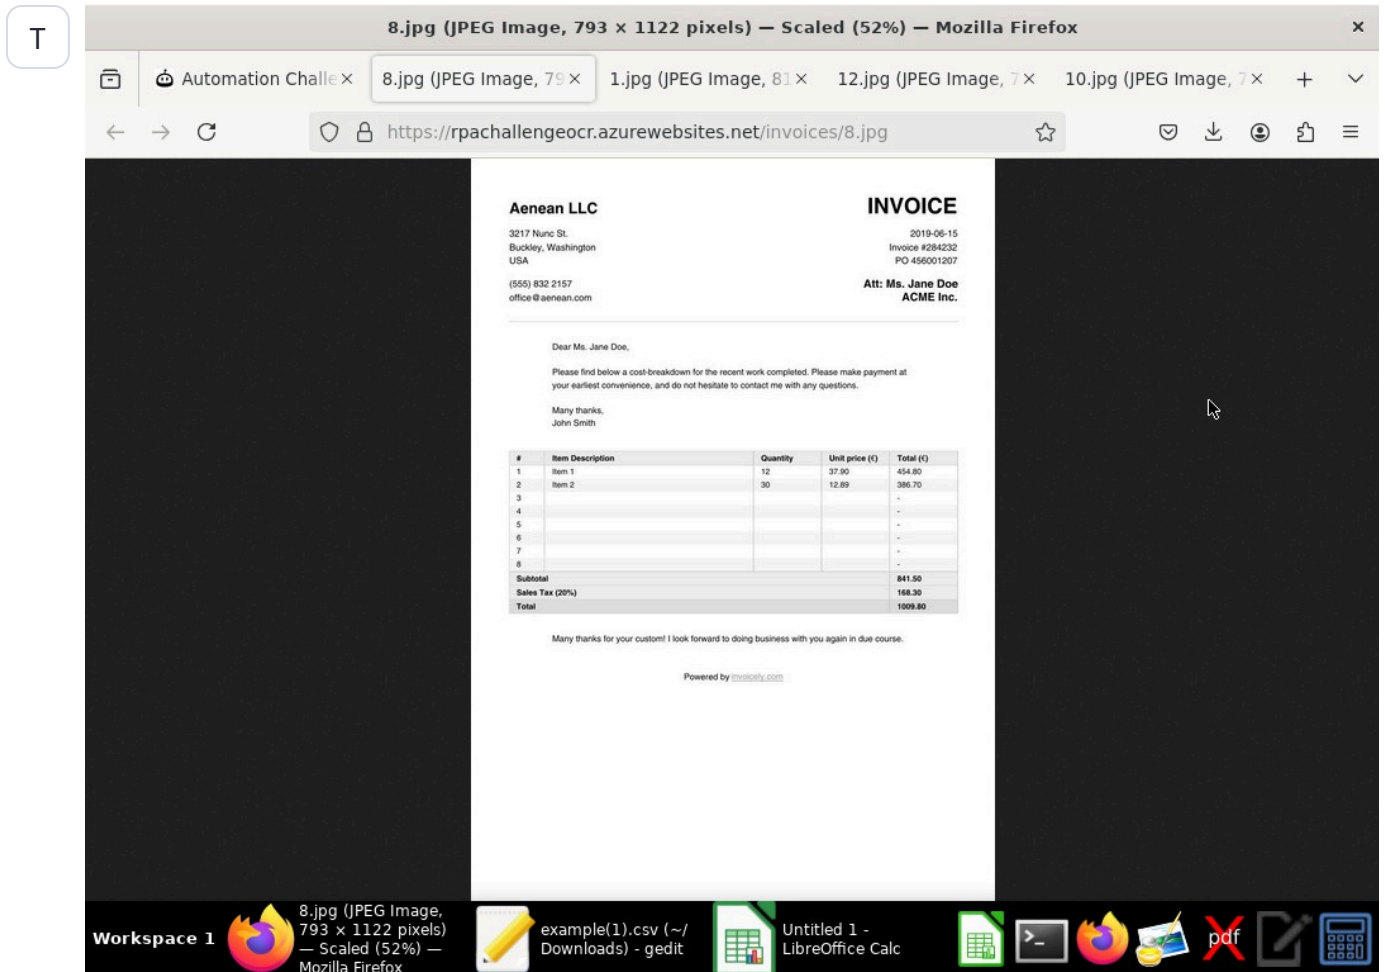 T
8.jpg (JPEG Image, 793 × 1122 pixels) — Scaled (52%) — Mozilla Firefox
Automation Challe
8.jpg (JPEG Image, 79
1.jpg (JPEG Image, 81
12.jpg (JPEG Image, 7
10.jpg (JPEG Image, 7
https://rpachallengeocr.azurewebsites.net/invoices/8.jpg
Aenean LLC
INVOICE
3217 Nunc St.
Buckley, Washington
USA
2019-06-15
Invoice #284232
PO 456001207
(555) 832 2157
office@aenean.com
Att: Ms. Jane Doe
ACME Inc.
Dear Ms. Jane Doe,
Please find below a cost-breakdown for the recent work completed. Please make payment at
your earliest convenience, and do not hesitate to contact me with any questions.
Many thanks,
John Smith
# Item Description Quantity Unit price (€) Total (€)
1 Item 1 12 37.90 454.80
2 Item 2 30 12.89 386.70
3 -
4 -
5 -
6 -
7 -
8 -
Subtotal 841.50
Sales Tax (20%) 168.30
Total 1009.80
Many thanks for your custom! I look forward to doing business with you again in due course.
Powered by invoicely.com
Workspace 1
8.jpg (JPEG Image,
793 × 1122 pixels)
— Scaled (52%) —
Mozilla Firefox
example(1).csv (~/
Downloads) - gedit
Untitled 1 -
LibreOffice Calc
pdf